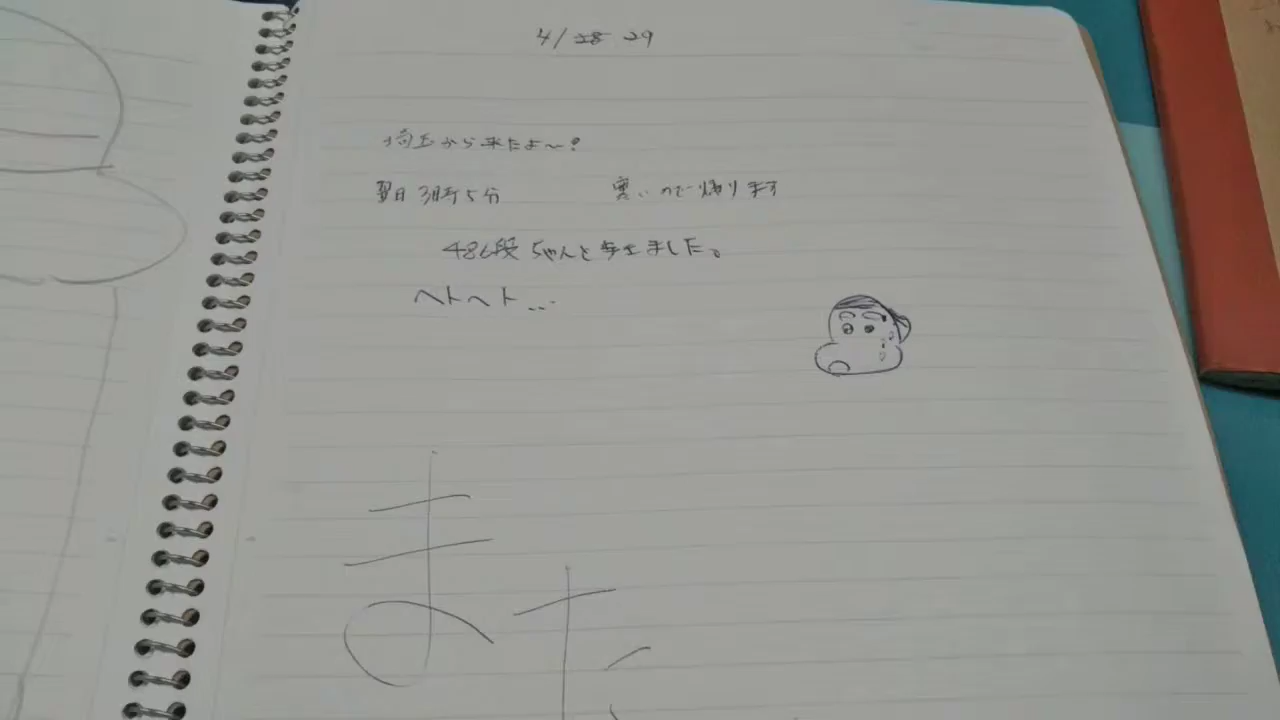 4/28 29
埼玉から来たよ〜!
翌日 3時5分 寒いので帰ります
486段 ちゃんと歩きました。
ヘトヘト...
また